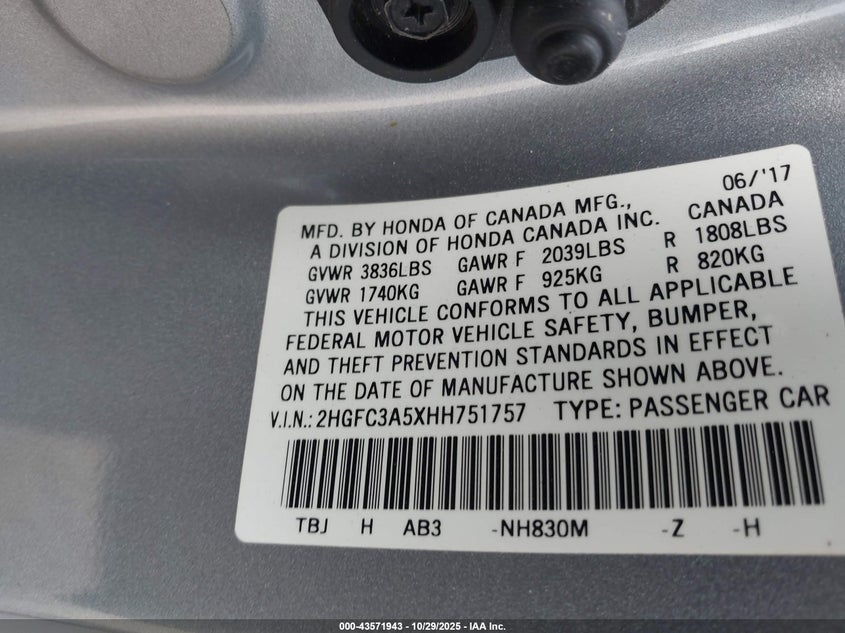 06/'17
MFD. BY HONDA OF CANADA MFG., CANADA
A DIVISION OF HONDA CANADA INC.
GVWR 3836LBS GAWR F 2039LBS R 1808LBS
GVWR 1740KG GAWR F 925KG R 820KG
THIS VEHICLE CONFORMS TO ALL APPLICABLE
FEDERAL MOTOR VEHICLE SAFETY, BUMPER,
AND THEFT PREVENTION STANDARDS IN EFFECT
ON THE DATE OF MANUFACTURE SHOWN ABOVE.
V.I.N.: 2HGFC3A5XHH751757 TYPE: PASSENGER CAR
TBJ H AB3 -NH830M -Z -H
000-43571943 / 10/29/2025 - IAA Inc.